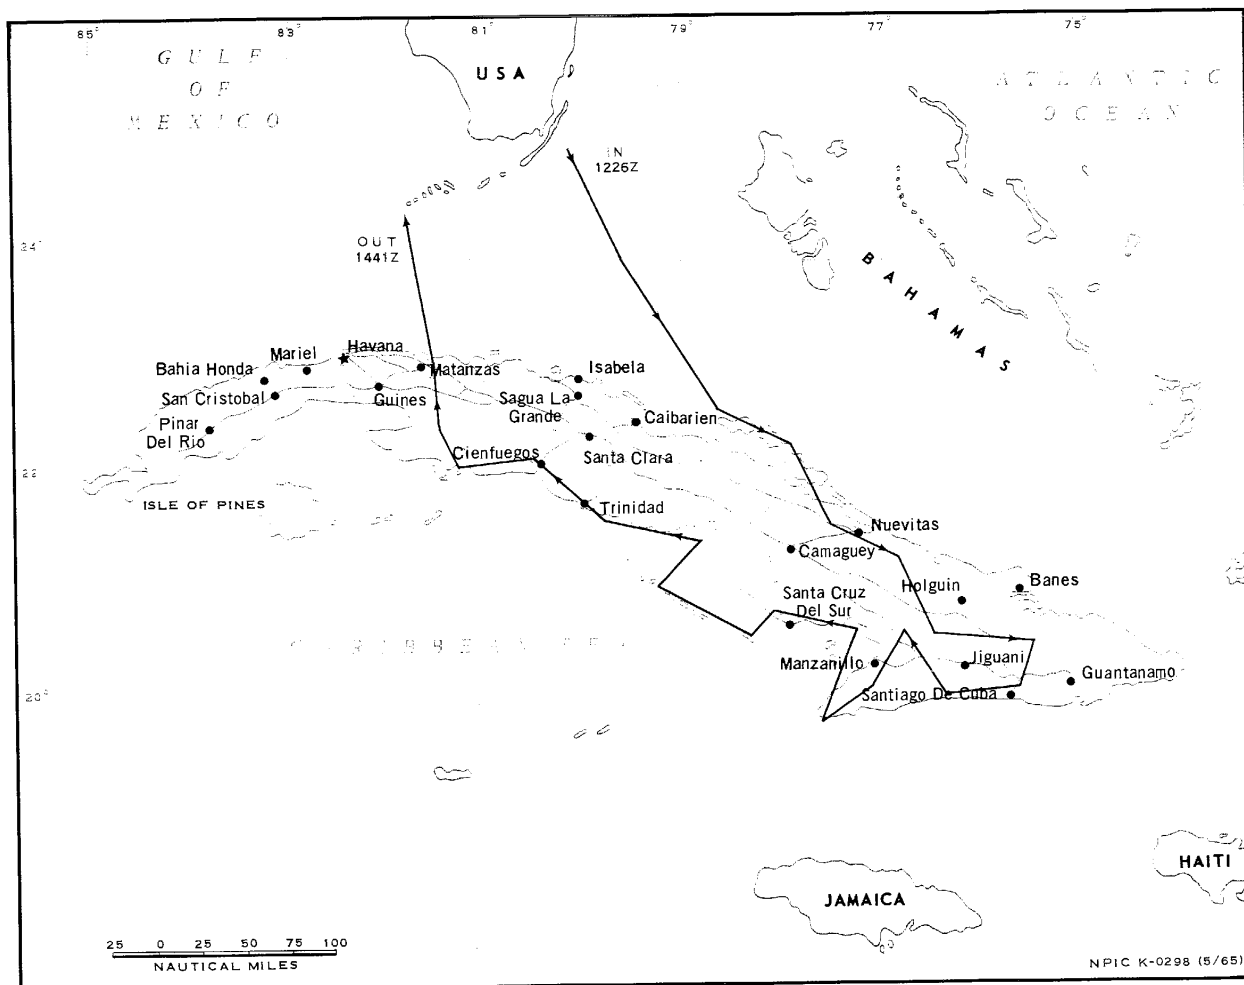 85° 83° 81° 79° 77° 75°
GULF
OF
MEXICO
USA
ATLANTIC
OCEAN
IN
1226Z
OUT
1441Z
24°
BAHAMAS
Havana
Mariel
Bahia Honda
Matanzas
Isabela
San Cristobal
Guines
Sagua La
Grande
Caibarien
Pinar
Del Rio
Cienfuegos
Santa Clara
22°
ISLE OF PINES
Trinidad
Nuevitas
Camaguey
Holguin
Banes
Santa Cruz
Del Sur
CARIBBEAN SEA
Manzanillo
Jiguani
Guantanamo
20°
Santiago De Cuba
HAITI
JAMAICA
25 0 25 50 75 100
NAUTICAL MILES
NPIC K-0298 (5/65)